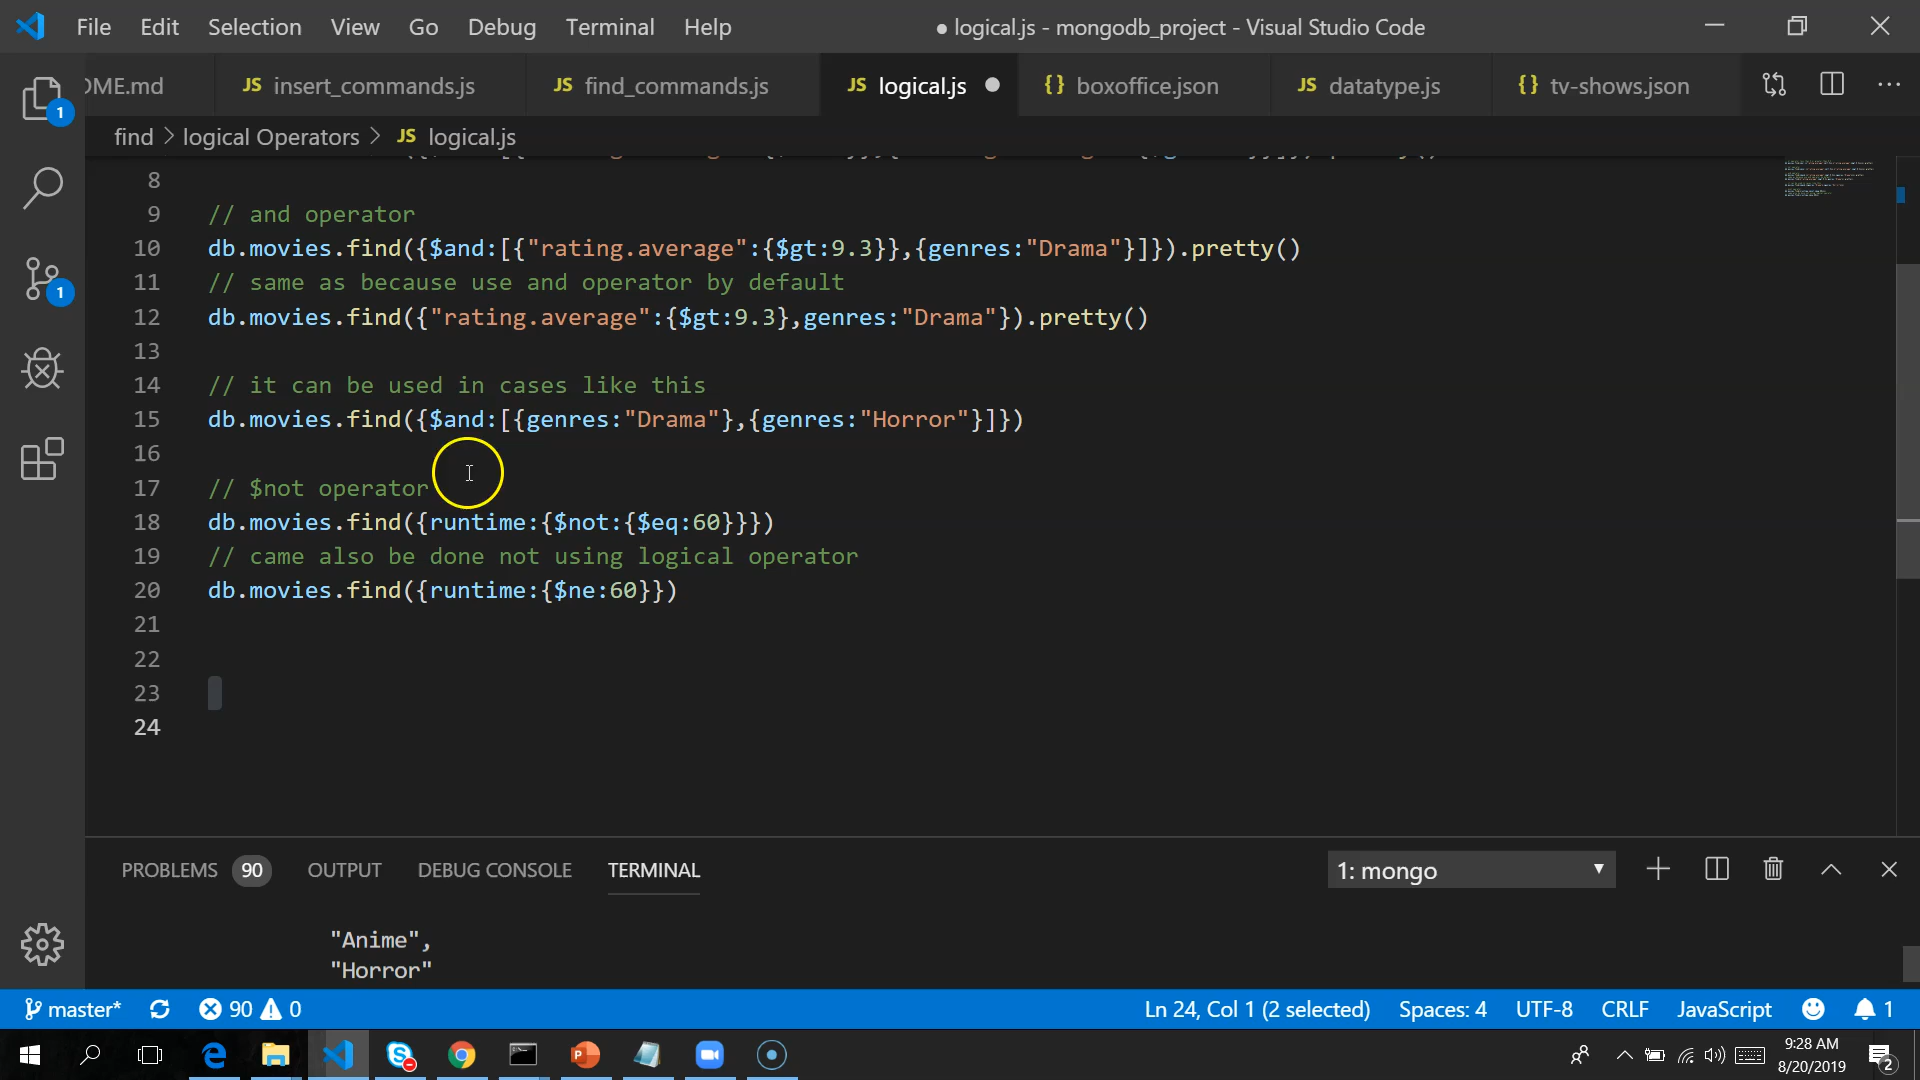 File Edit Selection View Go Debug Terminal Help ● logical.js - mongodb_project - Visual Studio Code
OME.md JS insert_commands.js JS find_commands.js JS logical.js ● {} boxoffice.json JS datatype.js {} tv-shows.json ...
find > logical Operators > JS logical.js
8
9 // and operator
10 db.movies.find({$and:[{"rating.average":{$gt:9.3}},{genres:"Drama"}]}).pretty()
11 // same as because use and operator by default
12 db.movies.find({"rating.average":{$gt:9.3},genres:"Drama"}).pretty()
13
14 // it can be used in cases like this
15 db.movies.find({$and:[{genres:"Drama"},{genres:"Horror"}]})
16
17 // $not operator
18 db.movies.find({runtime:{$not:{$eq:60}}})
19 // came also be done not using logical operator
20 db.movies.find({runtime:{$ne:60}})
21
22
23
24
PROBLEMS 90 OUTPUT DEBUG CONSOLE TERMINAL 1: mongo
"Anime",
"Horror"
master* 90 0 Ln 24, Col 1 (2 selected) Spaces: 4 UTF-8 CRLF JavaScript 1
9:28 AM
8/20/2019
2